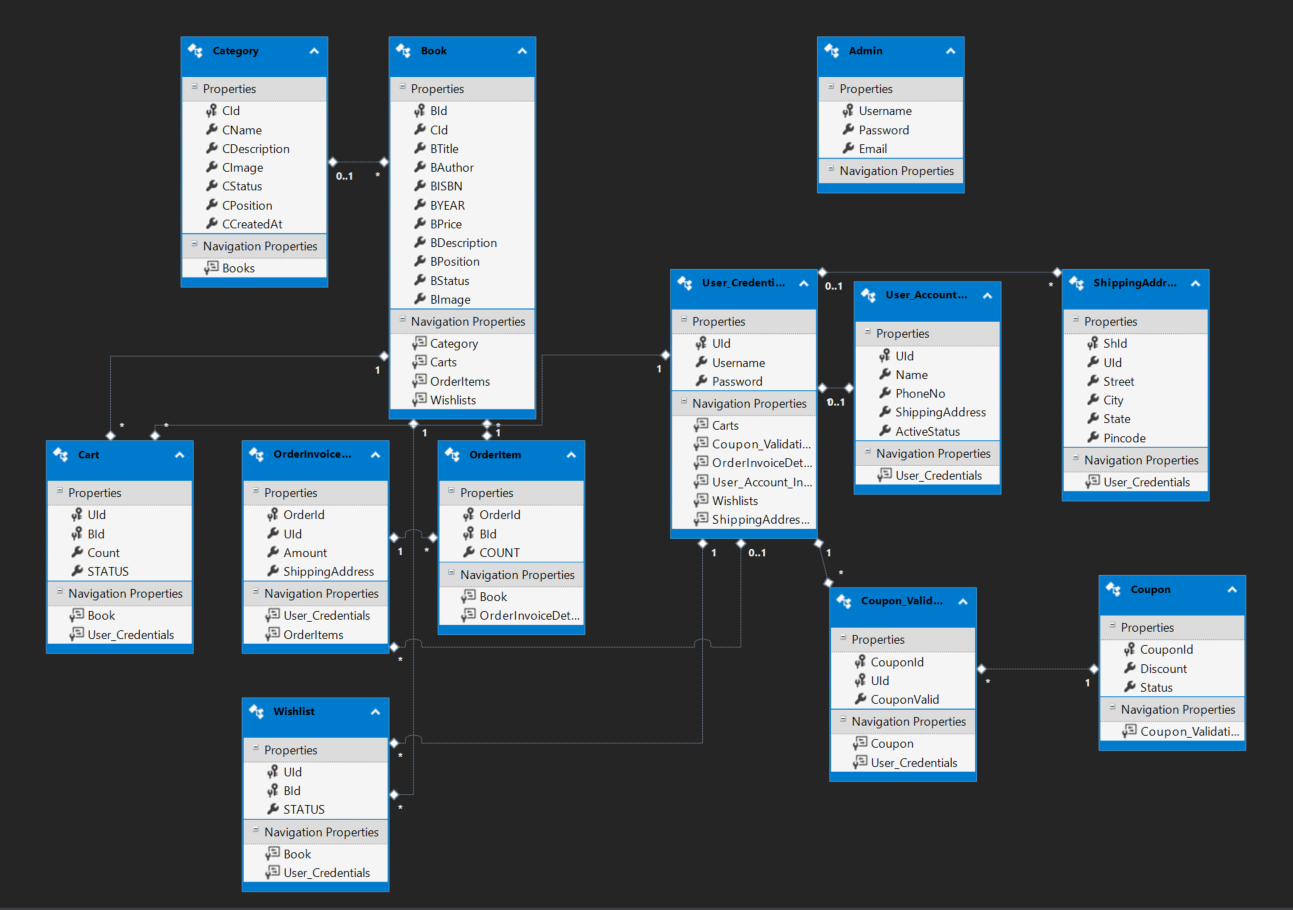 Category
Properties
CId
CName
CDescription
CImage
CStatus
CPosition
CCreatedAt
Navigation Properties
Books
0..1
*
Book
Properties
BId
CId
BTitle
BAuthor
BISBN
BYEAR
BPrice
BDescription
BPosition
BStatus
BImage
Navigation Properties
Category
Carts
OrderItems
Wishlists
Admin
Properties
Username
Password
Email
Navigation Properties
User_Credenti...
Properties
UId
Username
Password
Navigation Properties
Carts
Coupon_Validati...
OrderInvoiceDet...
User_Account_In...
Wishlists
ShippingAddres...
0..1
*
User_Account...
Properties
UId
Name
PhoneNo
ShippingAddress
ActiveStatus
Navigation Properties
User_Credentials
ShippingAddr...
Properties
ShId
UId
Street
City
State
Pincode
Navigation Properties
User_Credentials
1
1
*
*
1
*
1
Cart
Properties
UId
BId
Count
STATUS
Navigation Properties
Book
User_Credentials
OrderInvoice...
Properties
OrderId
UId
Amount
ShippingAddress
Navigation Properties
User_Credentials
OrderItems
1
*
OrderItem
Properties
OrderId
BId
COUNT
Navigation Properties
Book
OrderInvoiceDet...
1
0..1
1
*
*
Coupon_Valid...
Properties
CouponId
UId
CouponValid
Navigation Properties
Coupon
User_Credentials
*
1
Coupon
Properties
CouponId
Discount
Status
Navigation Properties
Coupon_Validati...
Wishlist
Properties
UId
BId
STATUS
Navigation Properties
Book
User_Credentials
*
*